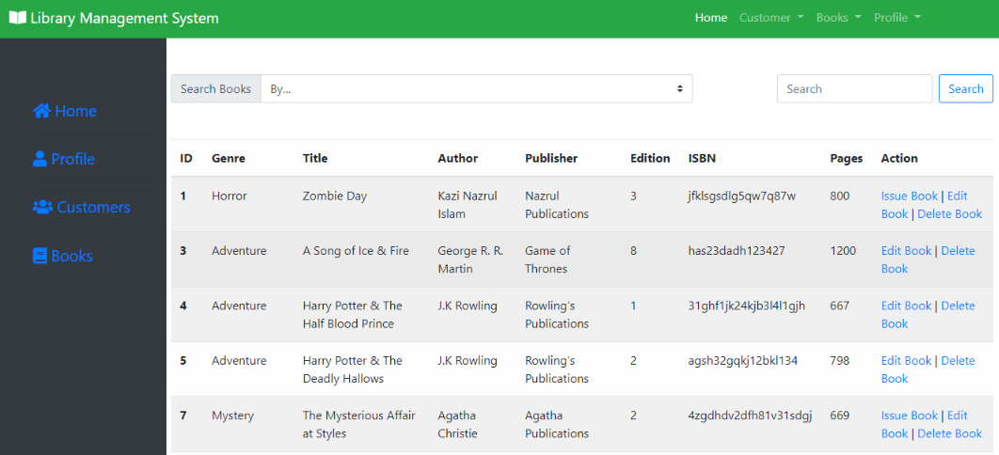 Library Management System Home Customer Books Profile
Home
Profile
Customers
Books
Search Books By... Search Search
ID Genre Title Author Publisher Edition ISBN Pages Action
1 Horror Zombie Day Kazi Nazrul Nazrul 3 jfklsgsdlg5qw7q87w 800 Issue Book | Edit
Islam Publications Book | Delete Book
3 Adventure A Song of Ice & Fire George R. R. Game of 8 has23dadh123427 1200 Edit Book | Delete
Martin Thrones Book
4 Adventure Harry Potter & The J.K Rowling Rowling's 1 31ghf1jk24kjb3l4l1gjh 667 Edit Book | Delete
Half Blood Prince Publications Book
5 Adventure Harry Potter & The J.K Rowling Rowling's 2 agsh32gqkj12bkl134 798 Edit Book | Delete
Deadly Hallows Publications Book
7 Mystery The Mysterious Affair Agatha Agatha 2 4zgdhdv2dfh81v31sdgj 669 Issue Book | Edit
at Styles Christie Publications Book | Delete Book